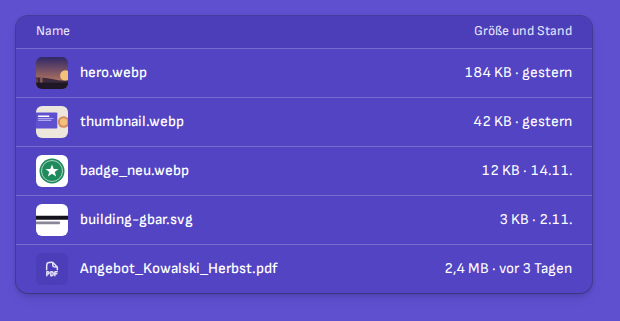 Name Größe und Stand
hero.webp 184 KB · gestern
thumbnail.webp 42 KB · gestern
badge_neu.webp 12 KB · 14.11.
building-gbar.svg 3 KB · 2.11.
PDF Angebot_Kowalski_Herbst.pdf 2,4 MB · vor 3 Tagen